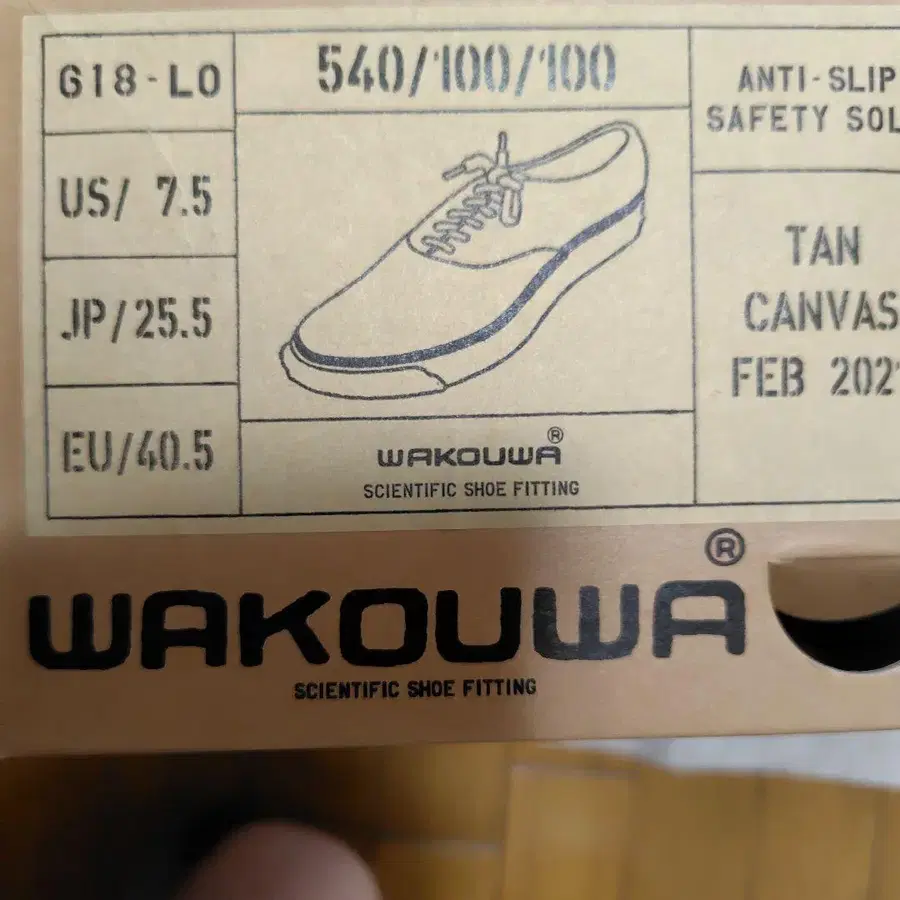 G18-LO
US/ 7.5
JP/25.5
EU/40.5
540/100/100
WAKOUWA®
SCIENTIFIC SHOE FITTING
ANTI-SLIP
SAFETY SOL
TAN
CANVAS
FEB 202
WAKOUWA®
SCIENTIFIC SHOE FITTING